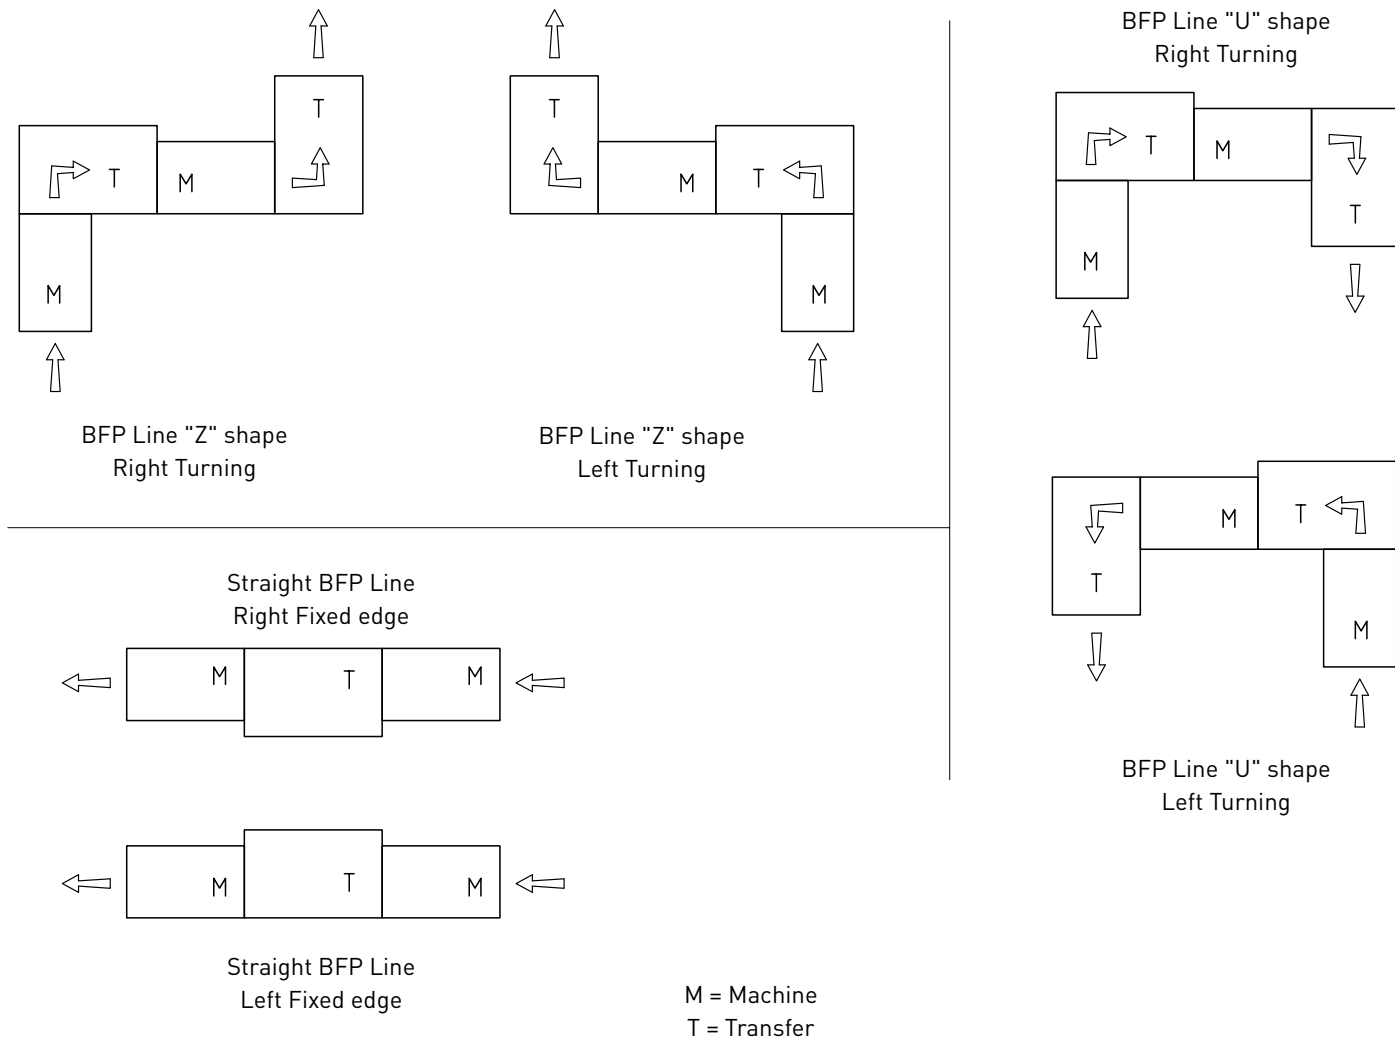 T
T
M
M
BFP Line "Z" shape
Right Turning
T
M
T
M
BFP Line "Z" shape
Left Turning
BFP Line "U" shape
Right Turning
T
M
T
M
M
T
T
M
BFP Line "U" shape
Left Turning
Straight BFP Line
Right Fixed edge
M
T
M
M
T
M
Straight BFP Line
Left Fixed edge
M = Machine
T = Transfer